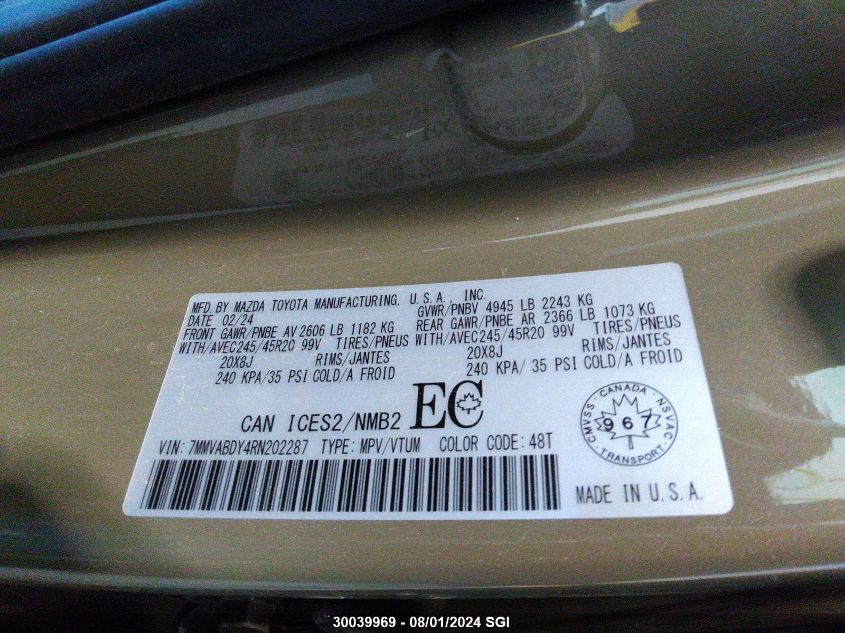 MFD. BY MAZDA TOYOTA MANUFACTURING, U.S.A. INC.
DATE 02/24 GVWR/PNBV 4945 LB 2243 KG
FRONT GAWR/PNBE AV 2606 LB 1182 KG REAR GAWR/PNBE AR 2366 LB 1073 KG
WITH/AVEC245/45R20 99V TIRES/PNEUS WITH/AVEC245/45R20 99V TIRES/PNEUS
20X8J RIMS/JANTES 20X8J RIMS/JANTES
240 KPA/35 PSI COLD/A FROID 240 KPA/ 35 PSI COLD/A FROID
CAN ICES2/NMB2 EC
CANADA
CMVSS NSVAC
967
TRANSPORT
VIN: 7MMVABDY4RN202287 TYPE: MPV/VTUM COLOR CODE: 48T
MADE IN U.S.A.
30039969 - 08/01/2024 SGI